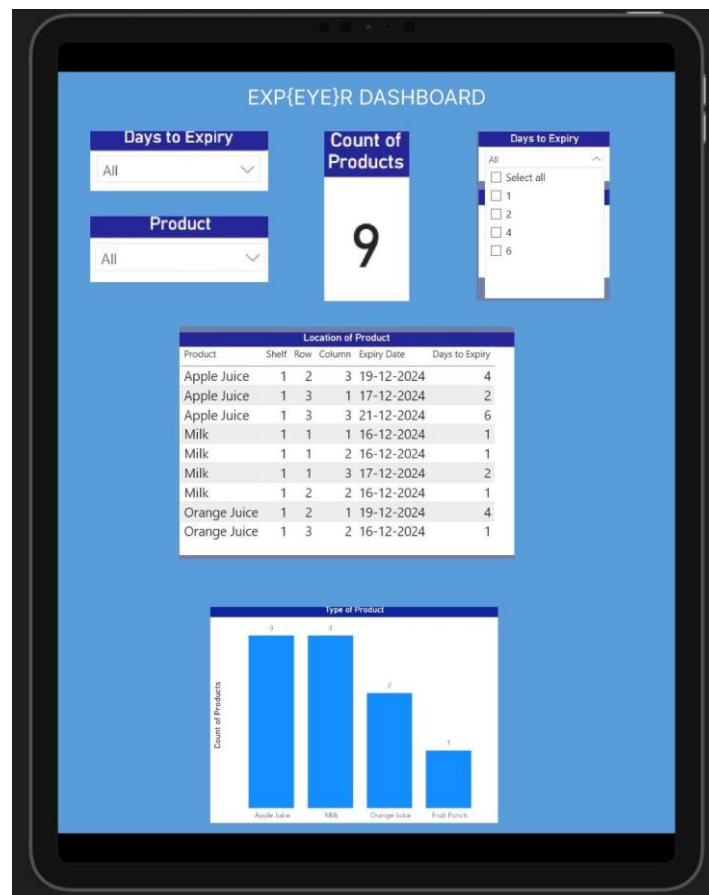 EXP{EYE}R DASHBOARD
Days to Expiry
All
Product
All
Count of
Products
9
Days to Expiry
All
Select all
1
2
4
6
Location of Product
Product Shelf Row Column Expiry Date Days to Expiry
Apple Juice 1 2 3 19-12-2024 4
Apple Juice 1 3 1 17-12-2024 2
Apple Juice 1 3 3 21-12-2024 6
Milk 1 1 1 16-12-2024 1
Milk 1 1 2 16-12-2024 1
Milk 1 1 3 17-12-2024 2
Milk 1 2 2 16-12-2024 1
Orange Juice 1 2 1 19-12-2024 4
Orange Juice 1 3 2 16-12-2024 1
Type of Product
3 3
2
1
Count of Products
Apple Juice Milk Orange Juice Fruit Punch